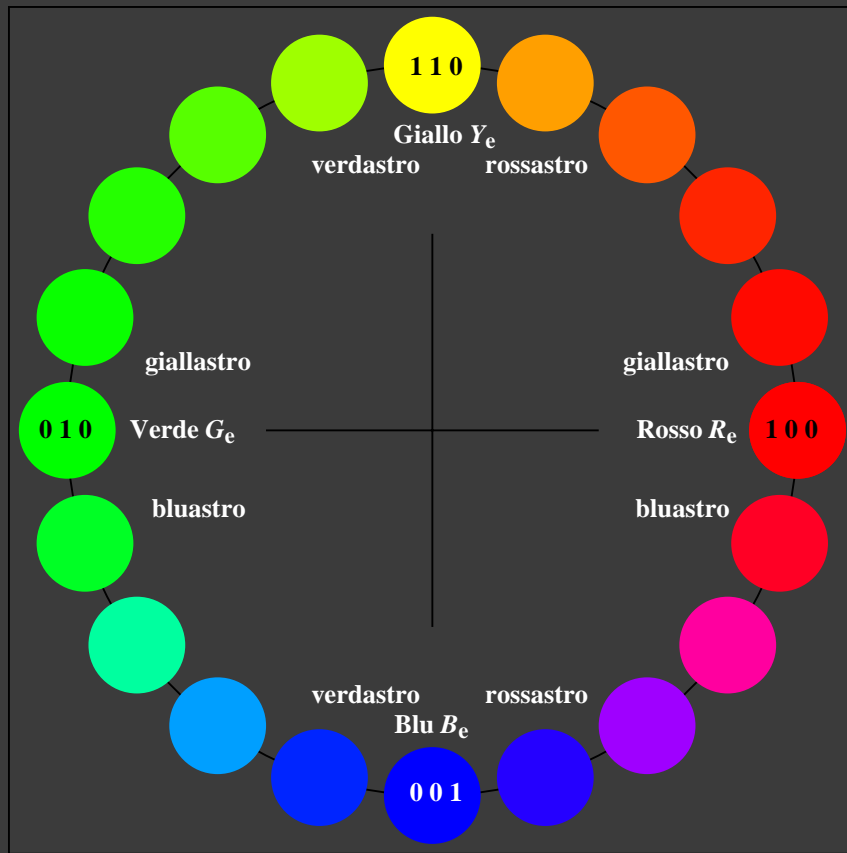 1 1 0
Giallo Ye
verdastro rossastro
giallastro giallastro
0 1 0 Verde Ge Rosso Re 1 0 0
bluastro bluastro
verdastro rossastro
Blu Be
0 0 1